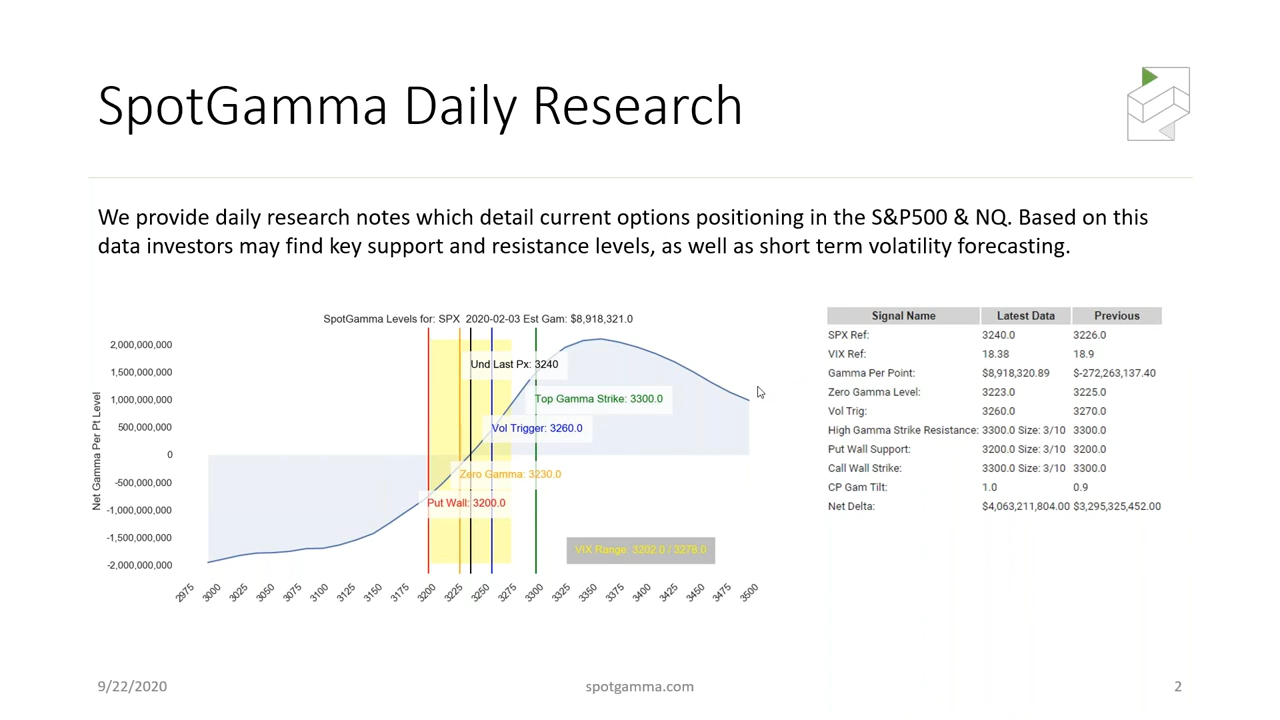 SpotGamma Daily Research
We provide daily research notes which detail current options positioning in the S&P500 & NQ. Based on this
data investors may find key support and resistance levels, as well as short term volatility forecasting.
SpotGamma Levels for: SPX  2020-02-03 Est Gam: $8,918,321.0
Net Gamma Per Pt Level
2,000,000,000
1,500,000,000
1,000,000,000
500,000,000
0
-500,000,000
-1,000,000,000
-1,500,000,000
-2,000,000,000
Und Last Px: 3240
Top Gamma Strike: 3300.0
Vol Trigger: 3260.0
Zero Gamma: 3230.0
Put Wall: 3200.0
VIX Range: 3202.0 / 3278.0
2975 3000 3025 3050 3075 3100 3125 3150 3175 3200 3225 3250 3275 3300 3325 3350 3375 3400 3425 3450 3475 3500
Signal Name Latest Data Previous
SPX Ref: 3240.0 3226.0
VIX Ref: 18.38 18.9
Gamma Per Point: $8,918,320.89 $-272,263,137.40
Zero Gamma Level: 3223.0 3225.0
Vol Trig: 3260.0 3270.0
High Gamma Strike Resistance: 3300.0 Size: 3/10 3300.0
Put Wall Support: 3200.0 Size: 3/10 3200.0
Call Wall Strike: 3300.0 Size: 3/10 3300.0
CP Gam Tilt: 1.0 0.9
Net Delta: $4,063,211,804.00 $3,295,325,452.00
9/22/2020
spotgamma.com
2